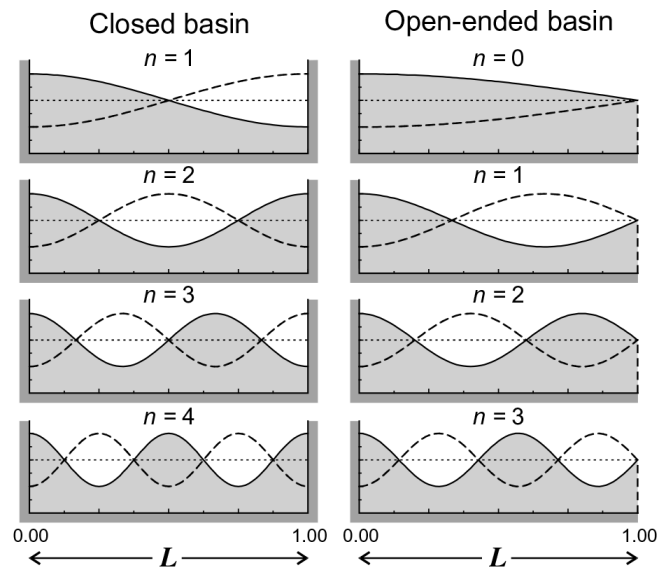 Closed basin
Open-ended basin
n = 1
n = 0
n = 2
n = 1
n = 3
n = 2
n = 4
n = 3
0.00
1.00
0.00
1.00
L
L